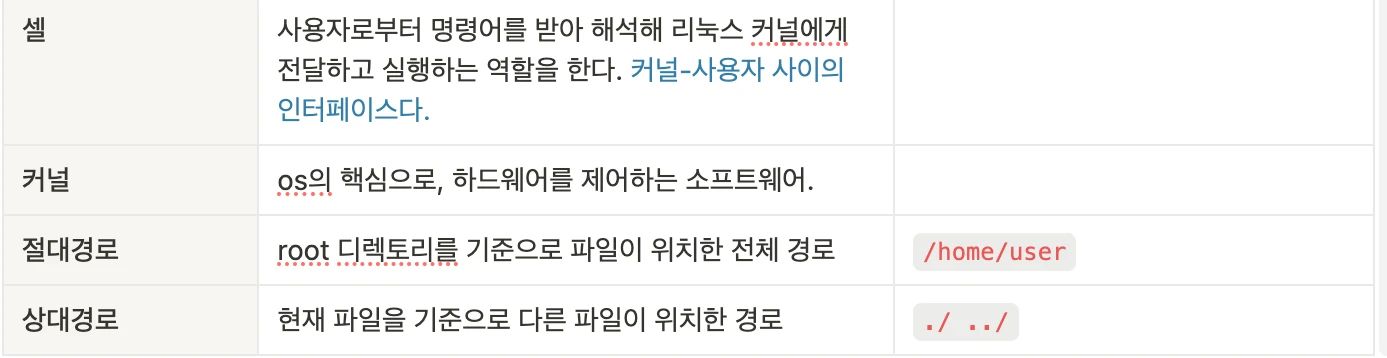 셸
사용자로부터 명령어를 받아 해석해 리눅스 커널에게
전달하고 실행하는 역할을 한다. 커널-사용자 사이의
인터페이스다.
커널
os의 핵심으로, 하드웨어를 제어하는 소프트웨어.
절대경로
root 디렉토리를 기준으로 파일이 위치한 전체 경로
/home/user
상대경로
현재 파일을 기준으로 다른 파일이 위치한 경로
./ ../